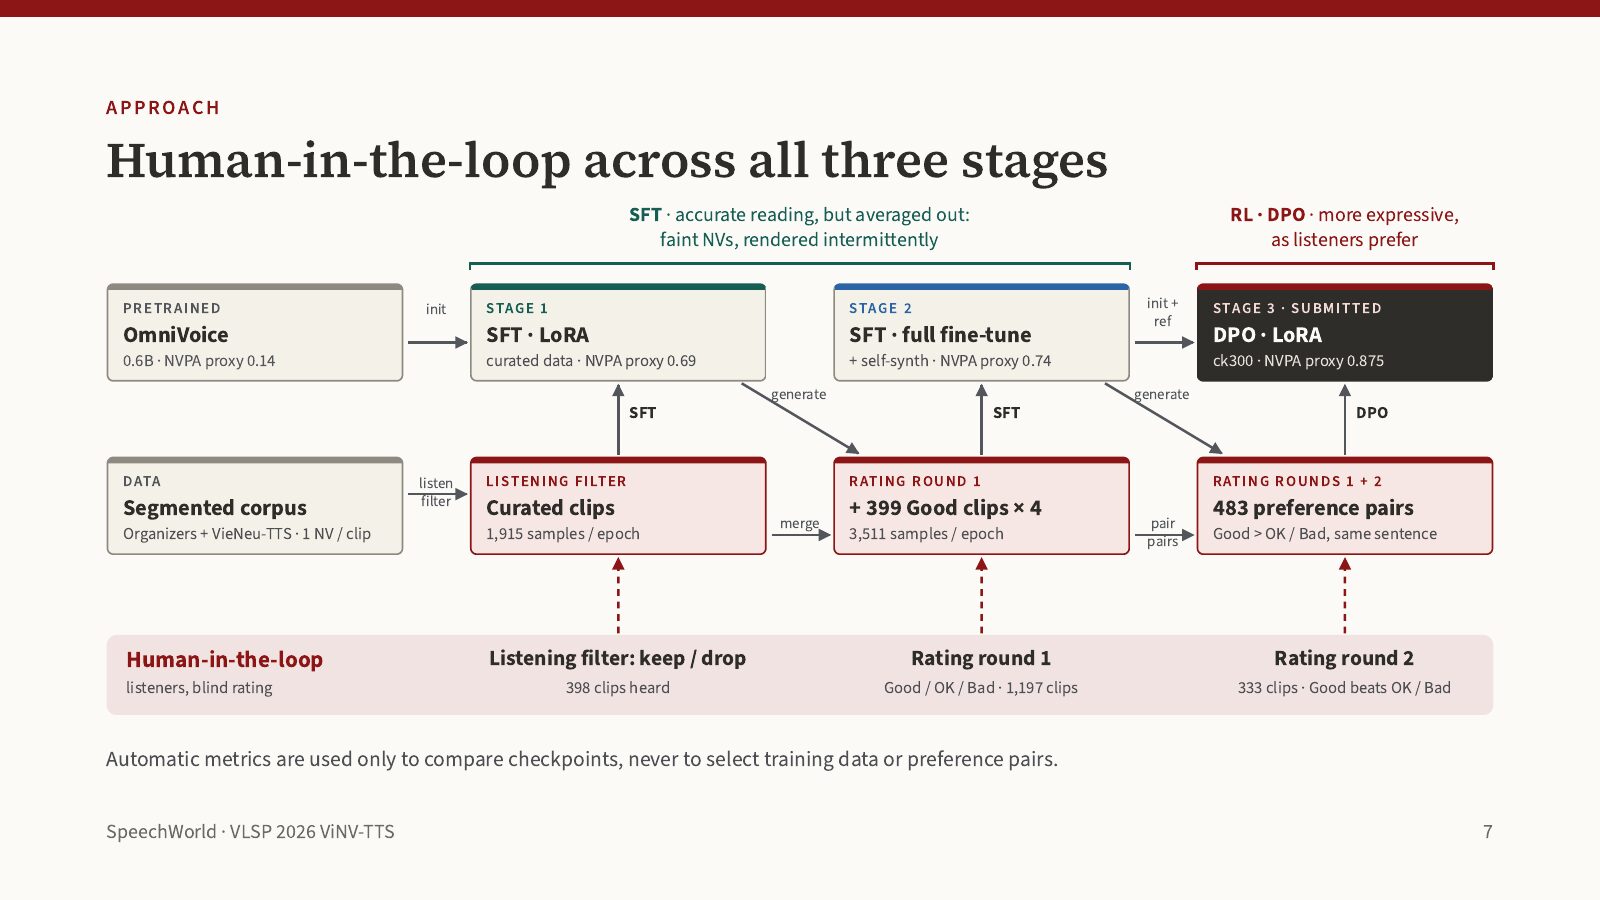 APPROACH
Human-in-the-loop across all three stages
SFT · accurate reading, but averaged out:
faint NVs, rendered intermittently
RL · DPO · more expressive,
as listeners prefer
PRETRAINED
OmniVoice
0.6B · NVPA proxy 0.14
init
STAGE 1
SFT · LoRA
curated data · NVPA proxy 0.69
STAGE 2
SFT · full fine-tune
+ self-synth · NVPA proxy 0.74
init +
ref
STAGE 3 · SUBMITTED
DPO · LoRA
ck300 · NVPA proxy 0.875
SFT
generate
SFT
generate
DPO
DATA
Segmented corpus
Organizers + VieNeu-TTS · 1 NV / clip
listen
filter
LISTENING FILTER
Curated clips
1,915 samples / epoch
merge
RATING ROUND 1
+ 399 Good clips × 4
3,511 samples / epoch
pair
pairs
RATING ROUNDS 1 + 2
483 preference pairs
Good > OK / Bad, same sentence
Human-in-the-loop
listeners, blind rating
Listening filter: keep / drop
398 clips heard
Rating round 1
Good / OK / Bad · 1,197 clips
Rating round 2
333 clips · Good beats OK / Bad
Automatic metrics are used only to compare checkpoints, never to select training data or preference pairs.
SpeechWorld · VLSP 2026 ViNV-TTS
7